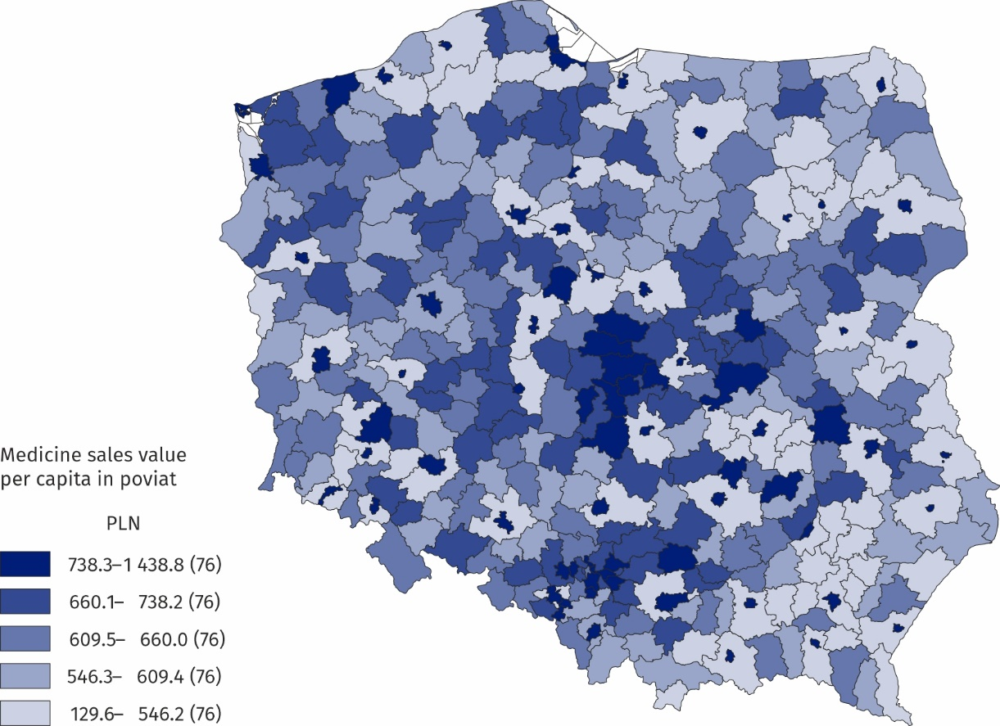 Medicine sales value
per capita in poviat
PLN
738.3–1 438.8 (76)
660.1– 738.2 (76)
609.5– 660.0 (76)
546.3– 609.4 (76)
129.6– 546.2 (76)